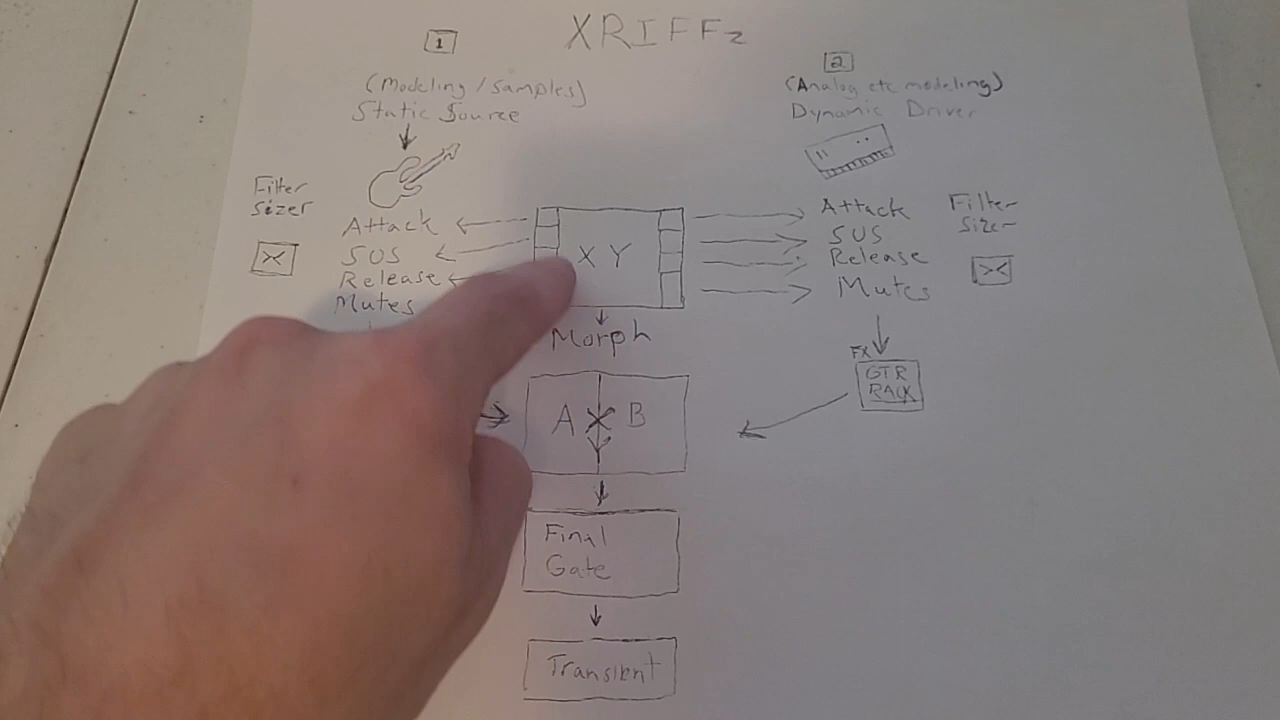 XRIFFz
1
(Modeling/Samples)
Static Source
2
(Analog etc modeling)
Dynamic Driver
Filter
Sizer
Attack
SUS
Release
Mutes
XY
Attack
SUS
Release
Mutes
Filter
Sizer
Morph
FX
GTR
RACK
A X B
Y
Final
Gate
Transient